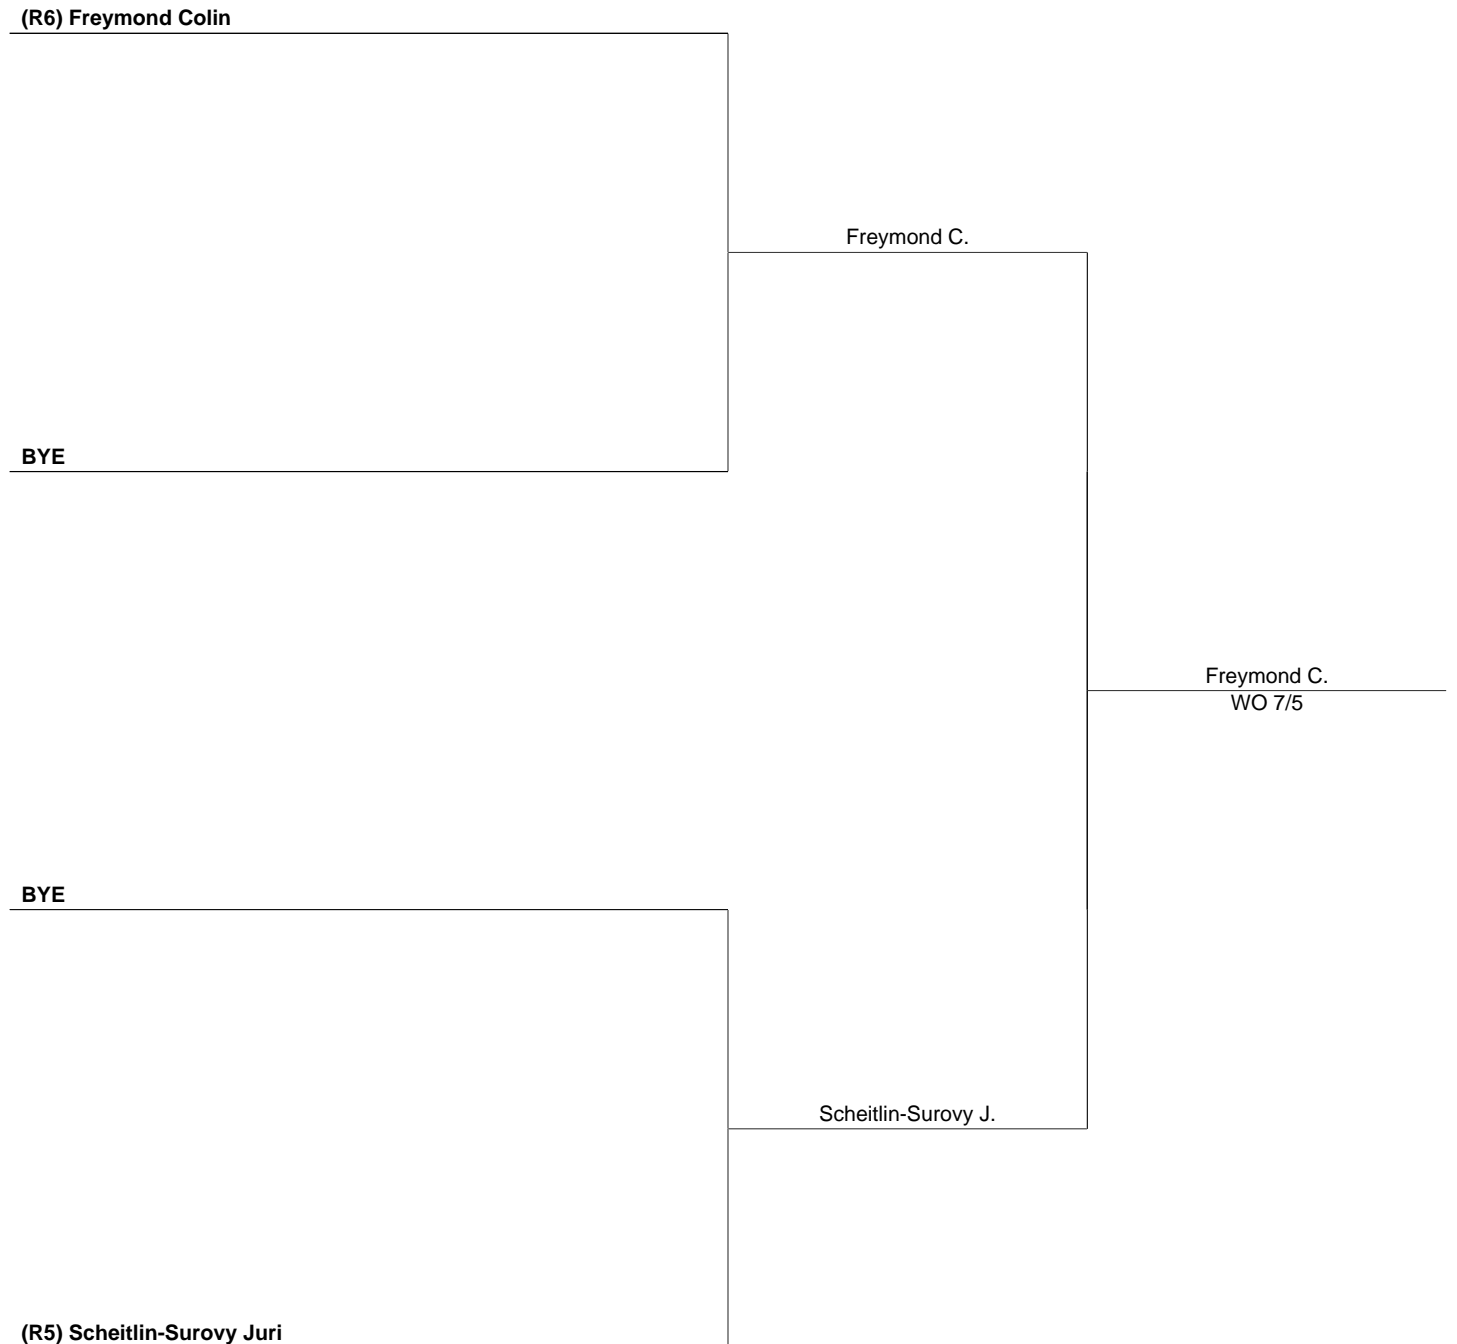 (R6) Freymond Colin
Freymond C.
BYE
Freymond C.
WO 7/5
BYE
Scheitlin-Surovy J.
(R5) Scheitlin-Surovy Juri